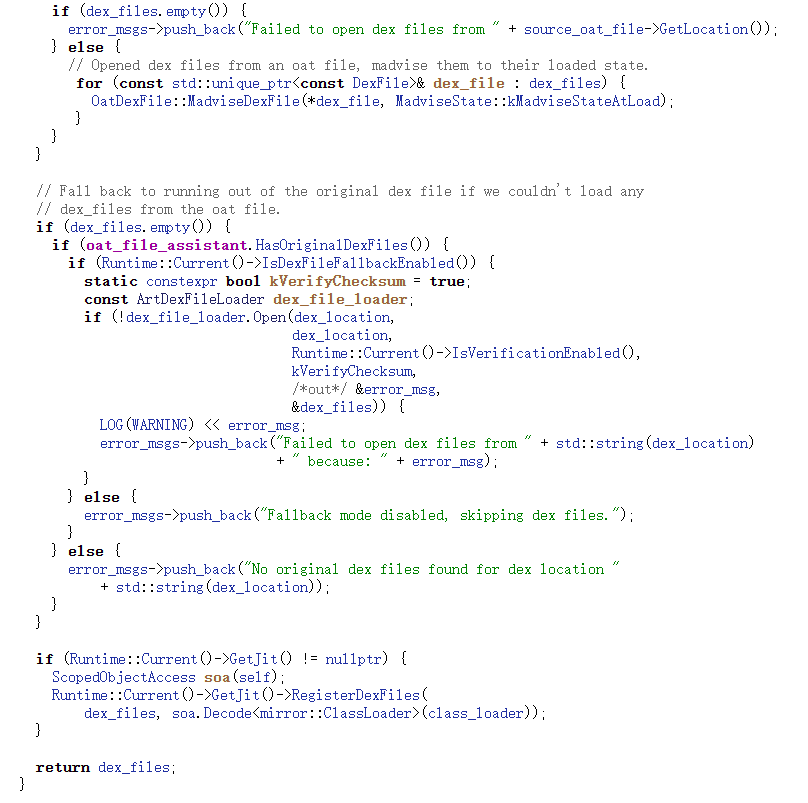 if (dex_files.empty()) {
error_msgs->push_back("Failed to open dex files from " + source_oat_file->GetLocation());
} else {
// Opened dex files from an oat file, madvise them to their loaded state.
for (const std::unique_ptr<const DexFile>& dex_file : dex_files) {
OatDexFile::MadviseDexFile(*dex_file, MadviseState::kMadviseStateAtLoad);
}
}
}
// Fall back to running out of the original dex file if we couldn't load any
// dex_files from the oat file.
if (dex_files.empty()) {
if (oat_file_assistant.HasOriginalDexFiles()) {
if (Runtime::Current()->IsDexFileFallbackEnabled()) {
static constexpr bool kVerifyChecksum = true;
const ArtDexFileLoader dex_file_loader;
if (!dex_file_loader.Open(dex_location,
dex_location,
Runtime::Current()->IsVerificationEnabled(),
kVerifyChecksum,
/*out*/ &error_msg,
&dex_files)) {
LOG(WARNING) << error_msg;
error_msgs->push_back("Failed to open dex files from " + std::string(dex_location)
+ " because: " + error_msg);
}
} else {
error_msgs->push_back("Fallback mode disabled, skipping dex files.");
}
} else {
error_msgs->push_back("No original dex files found for dex location "
+ std::string(dex_location));
}
}
if (Runtime::Current()->GetJit() != nullptr) {
ScopedObjectAccess soa(self);
Runtime::Current()->GetJit()->RegisterDexFiles(
dex_files, soa.Decode<mirror::ClassLoader>(class_loader));
}
return dex_files;
}